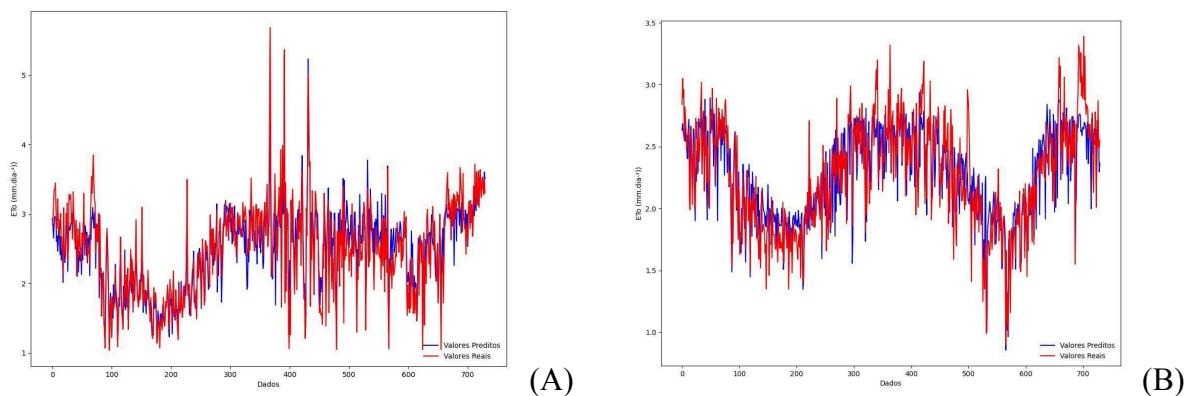 5
4
3
2
1
ETo (mm.dia⁻¹))
0 100 200 300 400 500 600 700
Dados
Valores Preditos
Valores Reais
(A)
3.5
3.0
2.5
2.0
1.5
1.0
ETo (mm.dia⁻¹))
0 100 200 300 400 500 600 700
Dados
Valores Preditos
Valores Reais
(B)